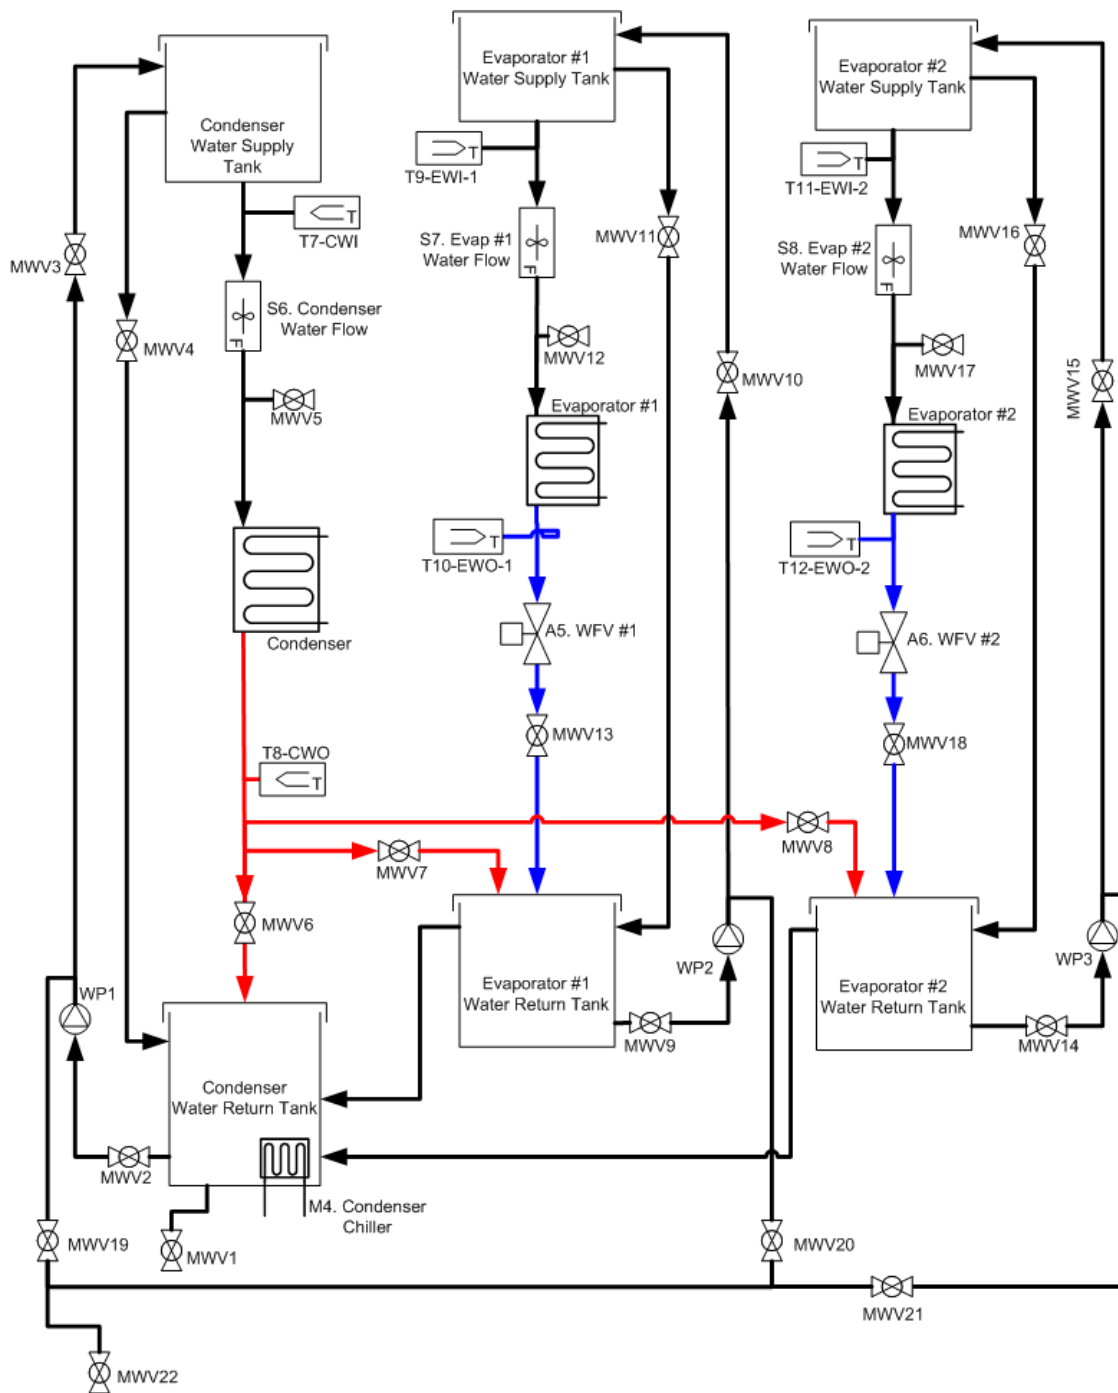 Condenser
Water Supply
Tank
Evaporator #1
Water Supply Tank
Evaporator #2
Water Supply Tank
T
T9-EWI-1
T
T11-EWI-2
T
T7-CWI
S7. Evap #1
Water Flow
F
MWV11
S8. Evap #2
Water Flow
F
MWV16
MWV3
S6. Condenser
Water Flow
F
MWV4
MWV12
MWV10
MWV17
MWV15
MWV5
Evaporator #1
Evaporator #2
T
T10-EWO-1
T
T12-EWO-2
Condenser
A5. WFV #1
A6. WFV #2
MWV13
MWV18
T8-CWO
T
MWV7
MWV8
MWV6
WP1
WP2
WP3
Evaporator #1
Water Return Tank
Evaporator #2
Water Return Tank
MWV9
MWV14
Condenser
Water Return Tank
MWV2
M4. Condenser
Chiller
MWV19
MWV1
MWV20
MWV21
MWV22